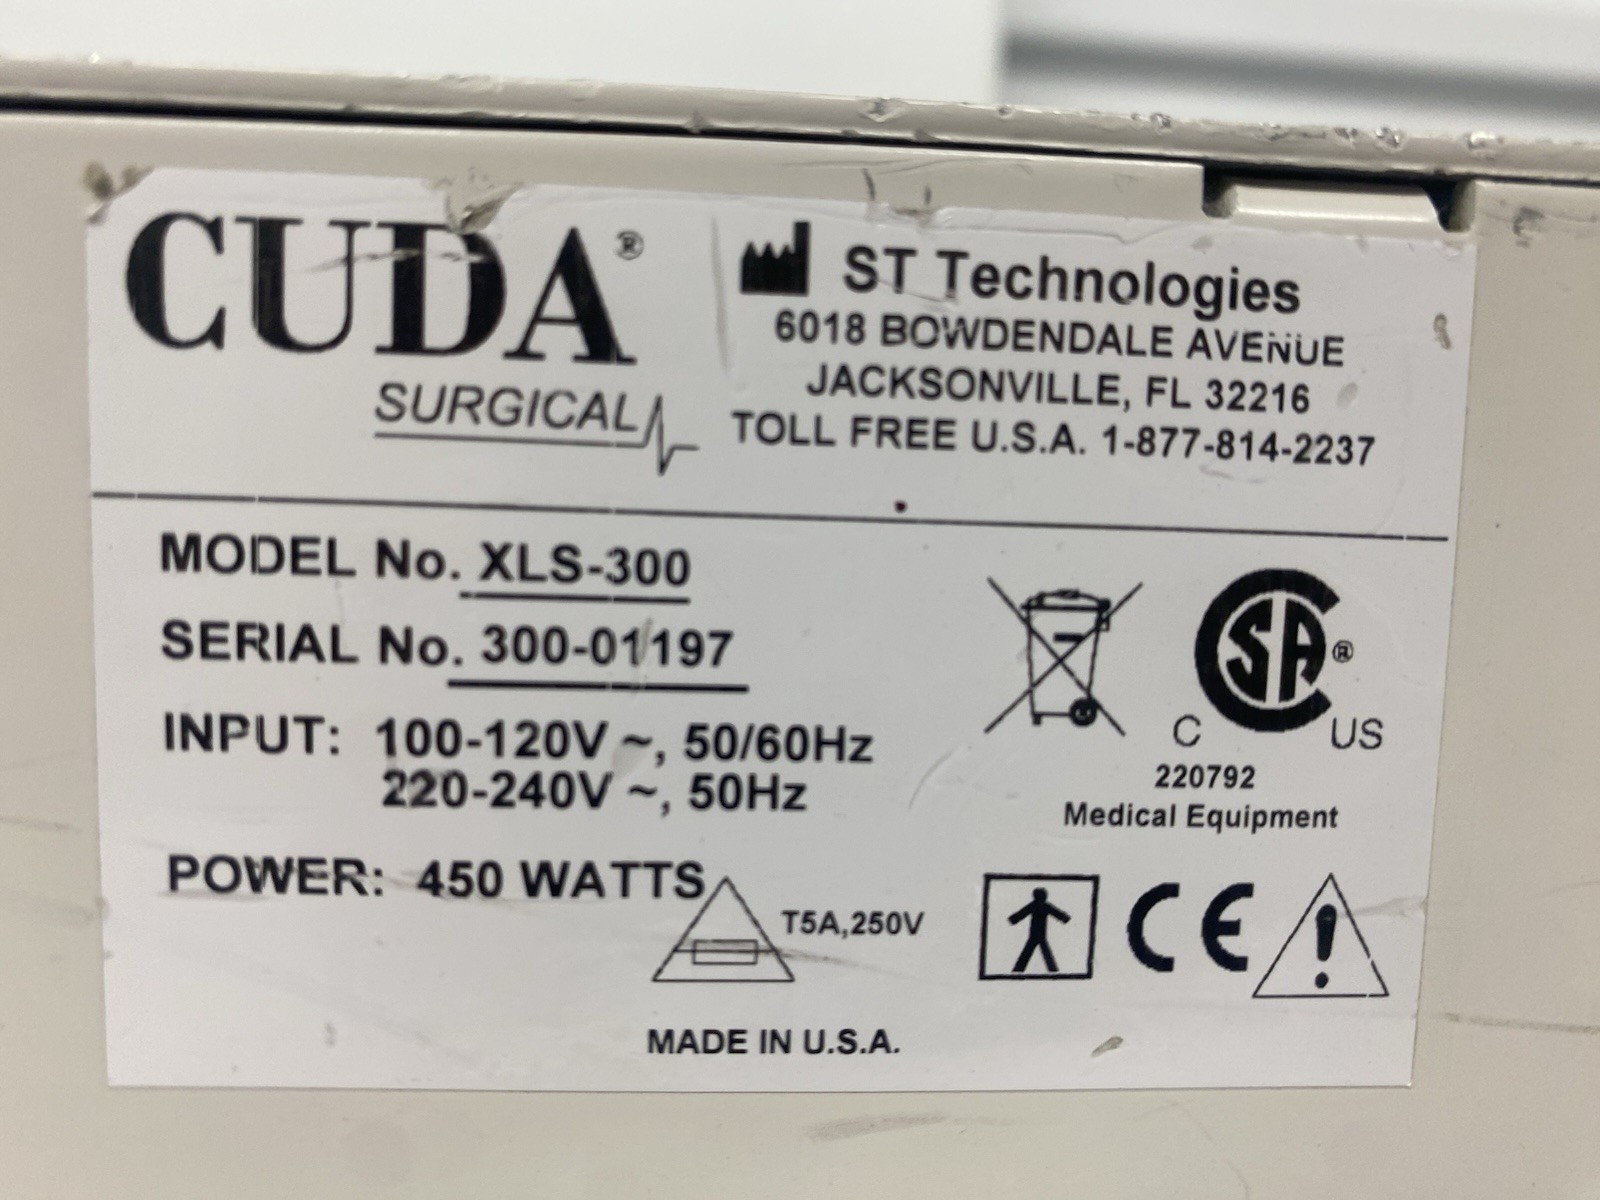 CUDA®
SURGICAL
ST Technologies
6018 BOWDENDALE AVENUE
JACKSONVILLE, FL 32216
TOLL FREE U.S.A. 1-877-814-2237
MODEL No. XLS-300
SERIAL No. 300-01197
INPUT: 100-120V ~, 50/60Hz
220-240V ~, 50Hz
POWER: 450 WATTS
T5A,250V
MADE IN U.S.A.
CSA®
C US
220792
Medical Equipment
CE
!